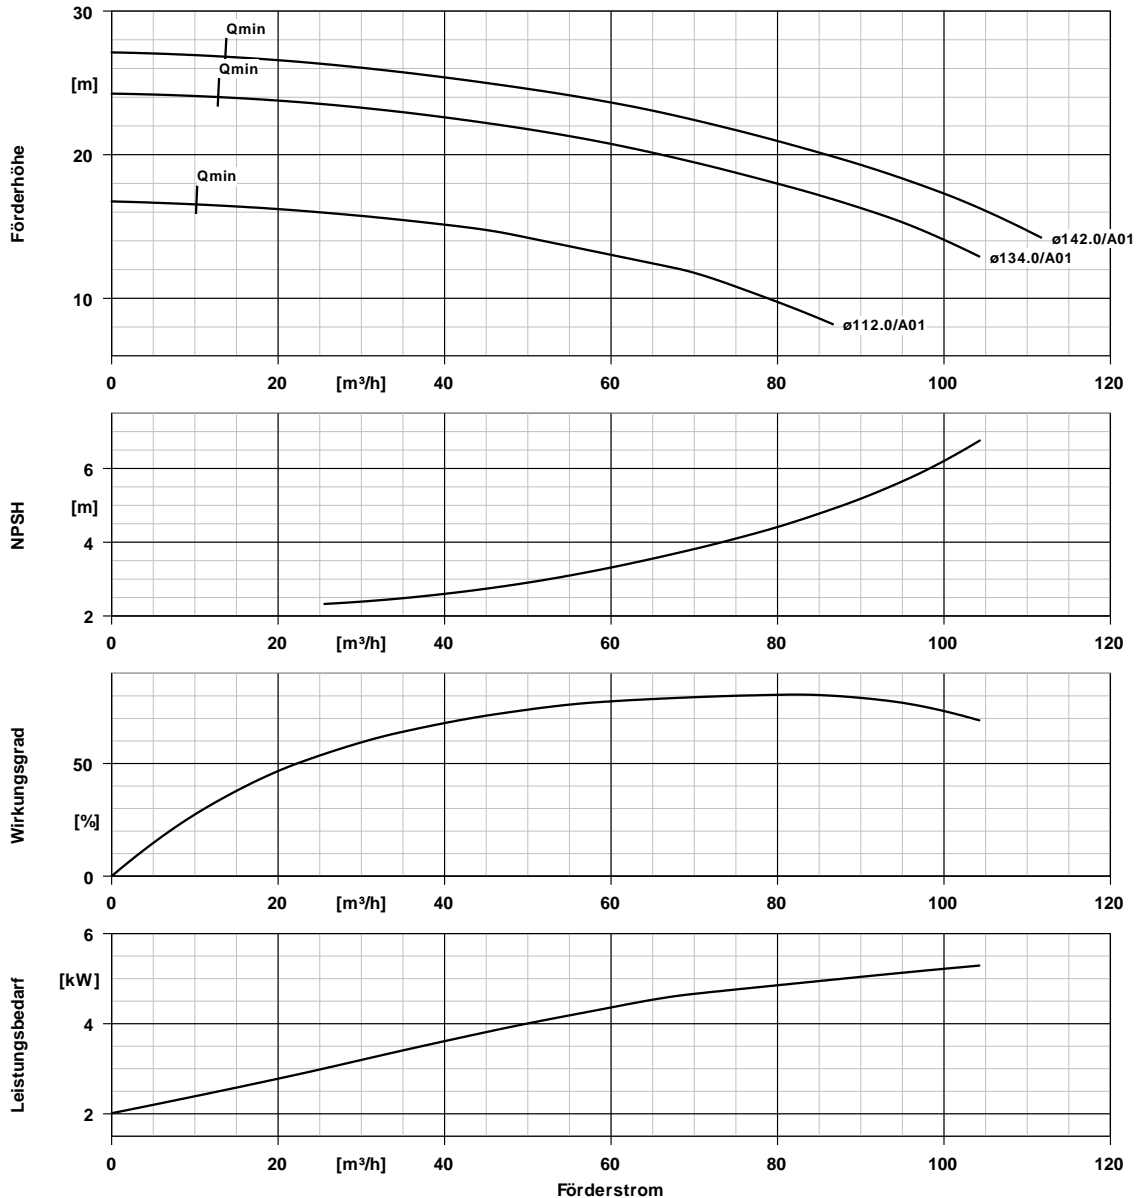 30
Qmin
Qmin
[m]
20
Qmin
Förderhöhe
ø142.0/A01
ø134.0/A01
10
ø112.0/A01
0 20 [m³/h] 40 60 80 100 120
6
[m]
NPSH
4
2
0 20 [m³/h] 40 60 80 100 120
50
Wirkungsgrad
[%]
0
0 20 [m³/h] 40 60 80 100 120
6
[kW]
4
Leistungsbedarf
2
0 20 [m³/h] 40 60 80 100 120
Förderstrom